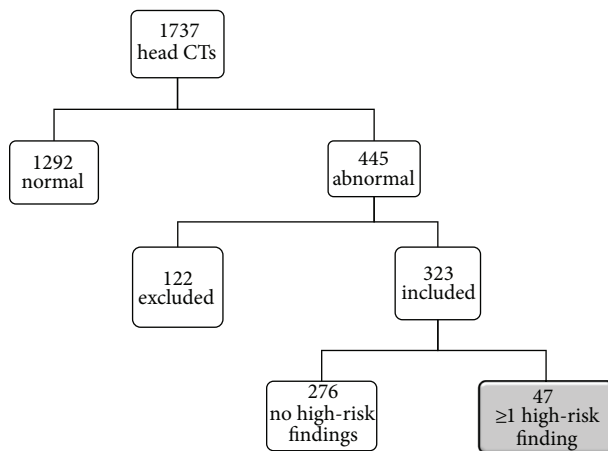 1737
head CTs
1292
normal
445
abnormal
122
excluded
323
included
276
no high-risk
findings
47
≥1 high-risk
finding